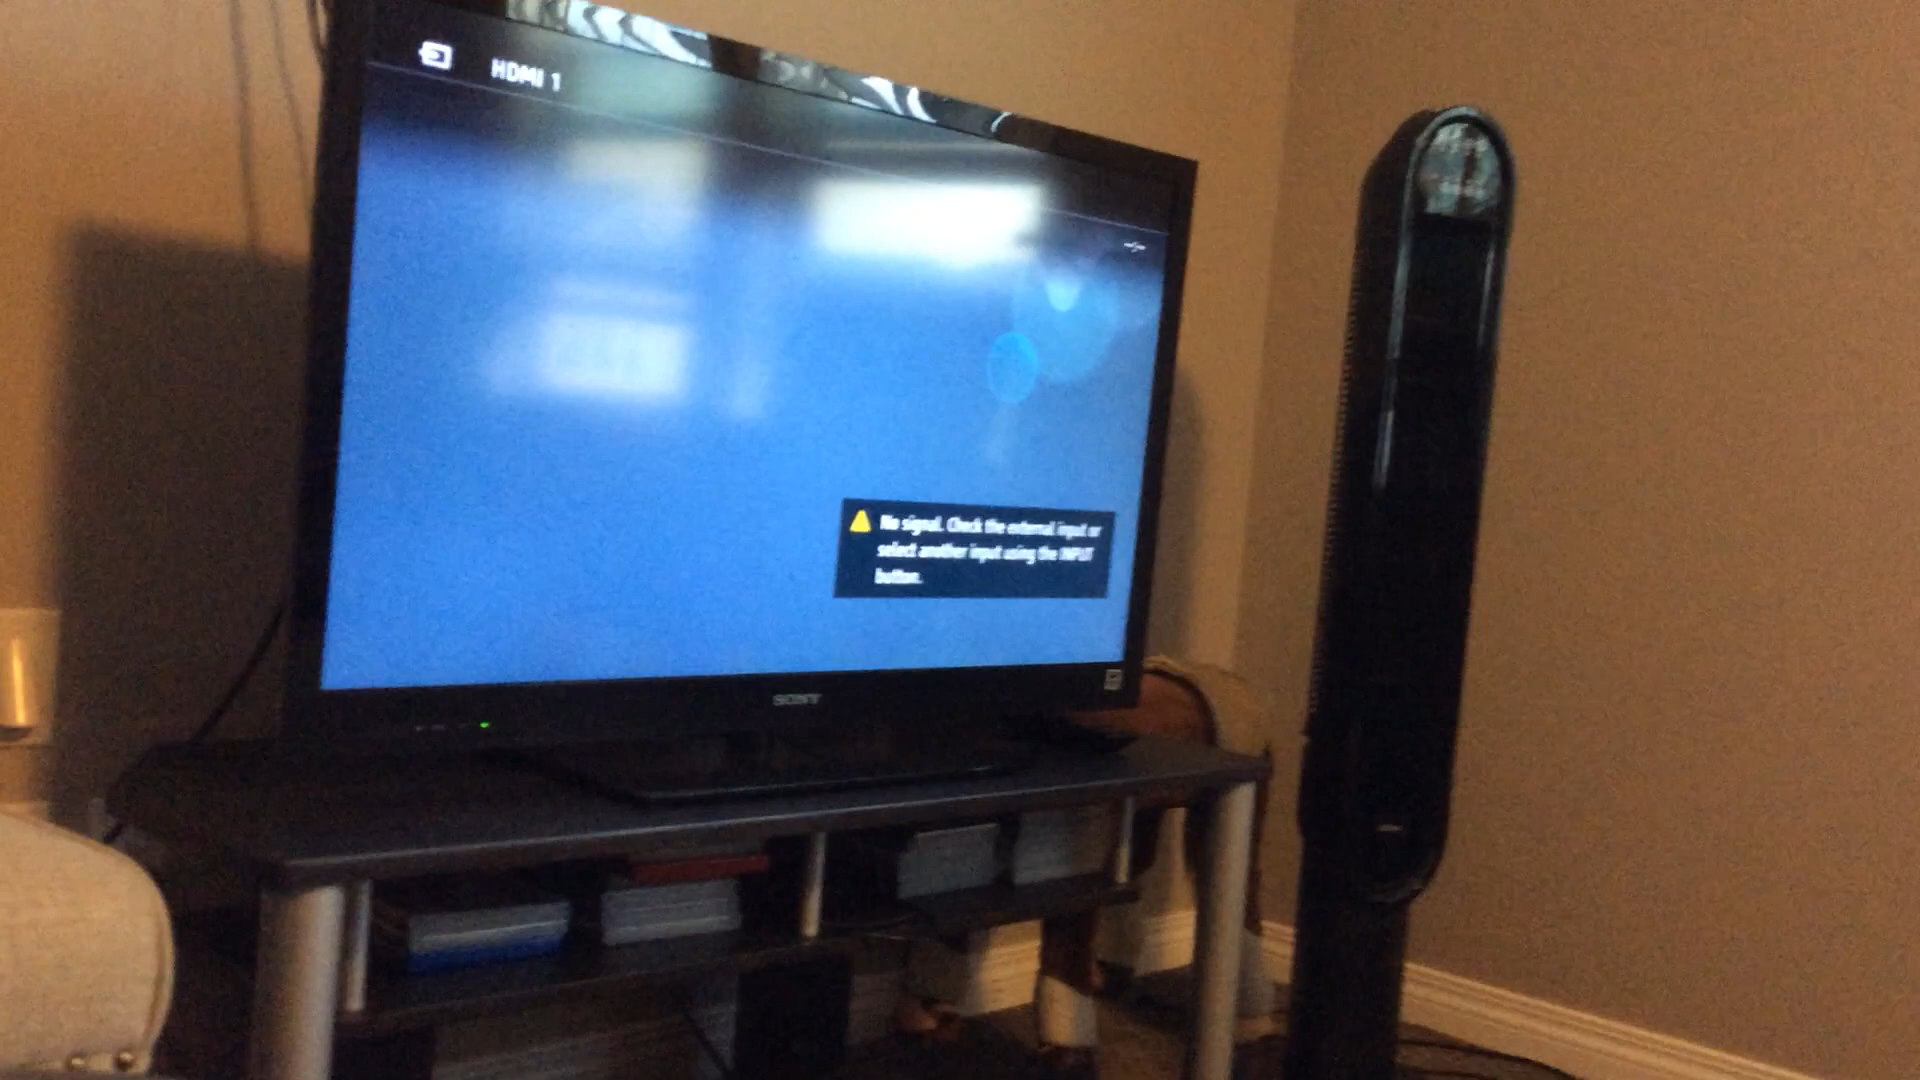 HDMI 1
No signal. Check the external input or
select another input using the INPUT
button.
SONY